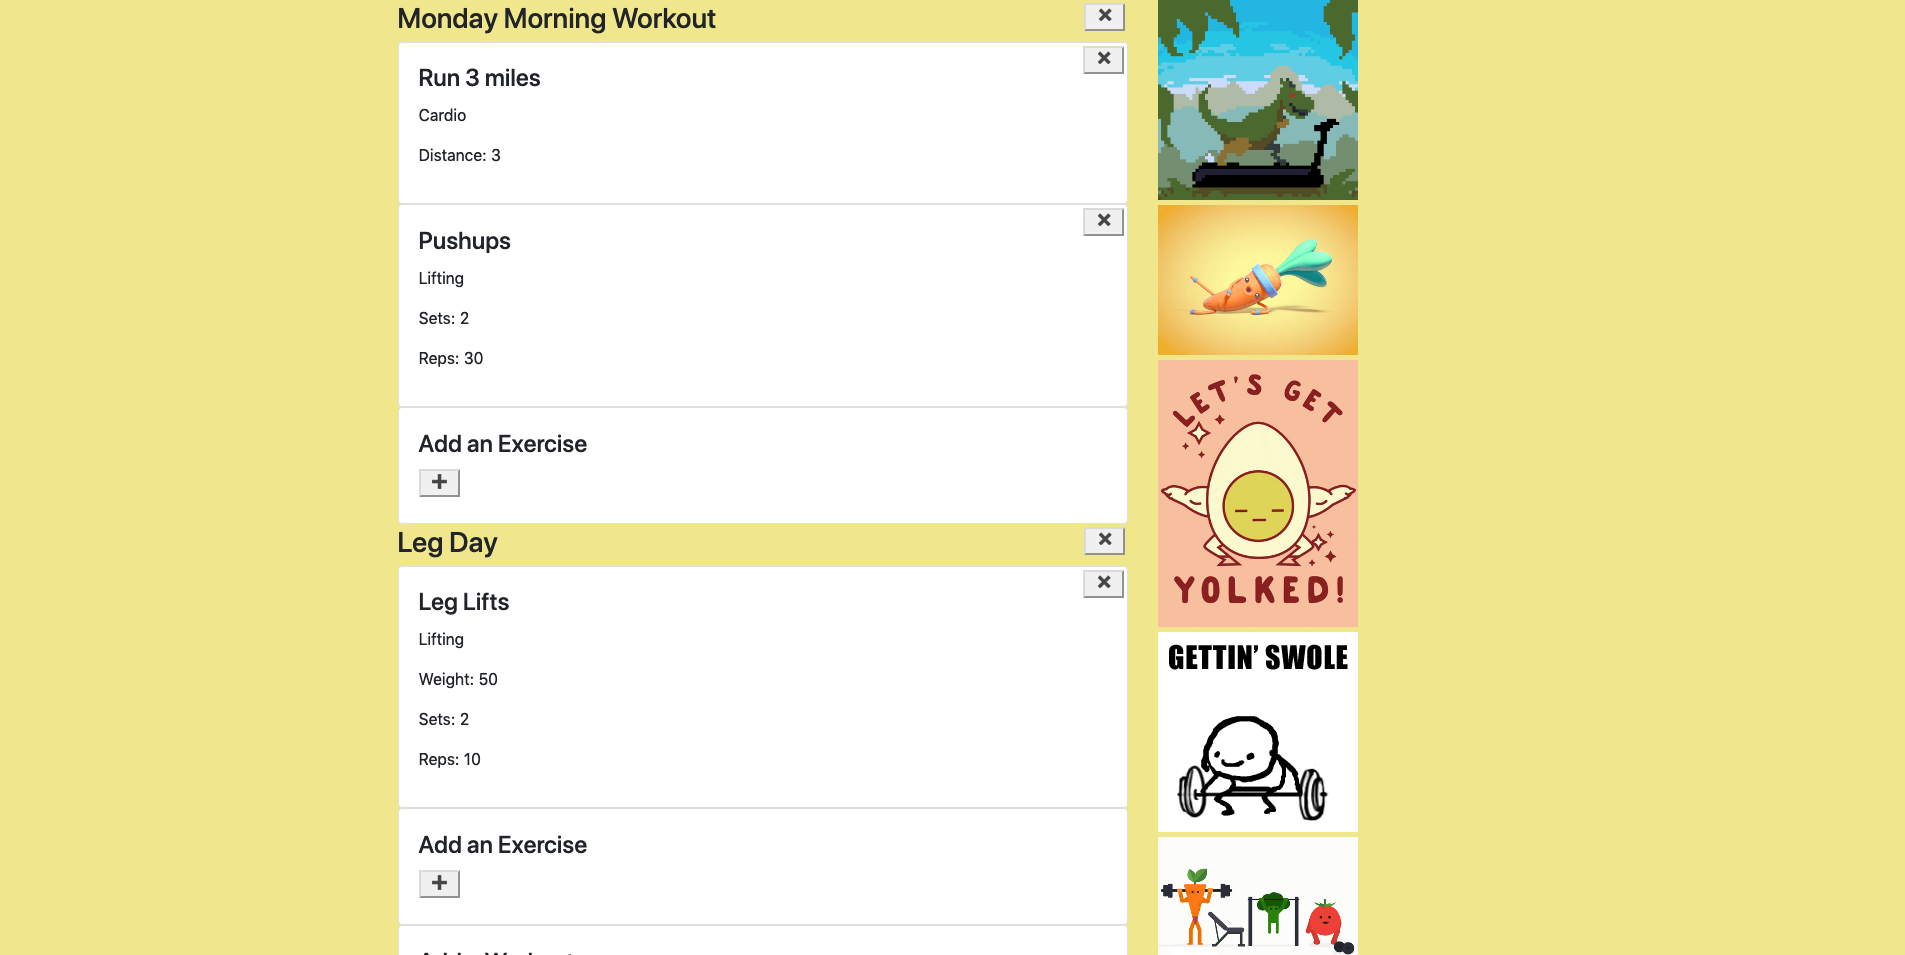 Monday Morning Workout
Run 3 miles
Cardio
Distance: 3
Pushups
Lifting
Sets: 2
Reps: 30
Add an Exercise
Leg Day
Leg Lifts
Lifting
Weight: 50
Sets: 2
Reps: 10
Add an Exercise
LET'S GET
YOLKED!
GETTIN' SWOLE